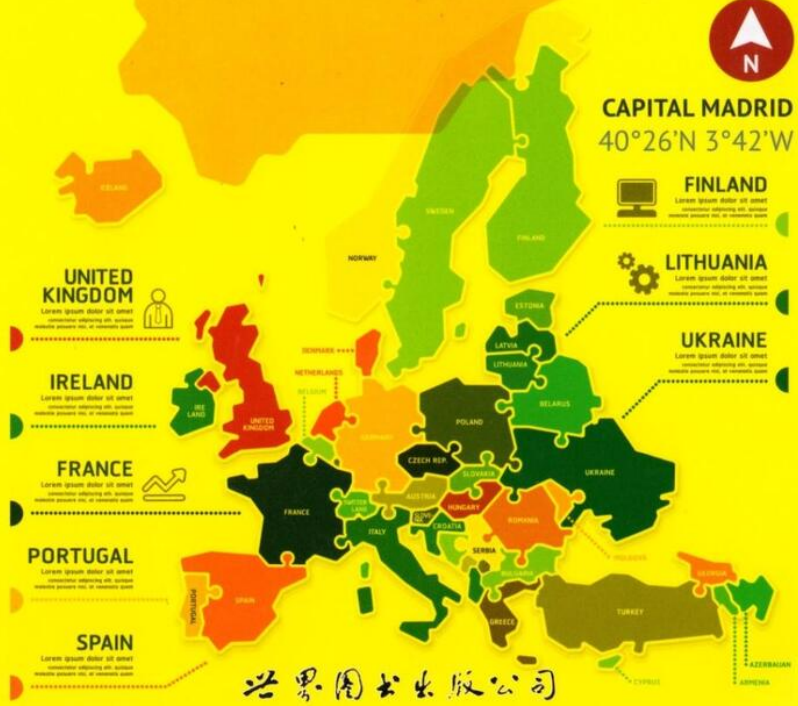 N
CAPITAL MADRID
40°26'N 3°42'W
FINLAND
Lorem ipsum dolor sit amet
LITHUANIA
Lorem ipsum dolor sit amet
UKRAINE
Lorem ipsum dolor sit amet
UNITED
KINGDOM
Lorem ipsum dolor sit amet
IRELAND
Lorem ipsum dolor sit amet
FRANCE
Lorem ipsum dolor sit amet
PORTUGAL
Lorem ipsum dolor sit amet
SPAIN
Lorem ipsum dolor sit amet
ICELAND
NORWAY
SWEDEN
FINLAND
ESTONIA
LATVIA
LITHUANIA
DENMARK
NETHERLANDS
BELGIUM
IRE
LAND
UNITED
KINGDOM
GERMANY
POLAND
BELARUS
CZECH REP.
SLOVAKIA
UKRAINE
FRANCE
SWITZER
LAND
AUSTRIA
HUNGARY
ROMANIA
MOLDOVA
ITALY
CROATIA
SERBIA
BULGARIA
PORTUGAL
SPAIN
GREECE
TURKEY
GEORGIA
AZERBAIJAN
ARMENIA
CYPRUS
世界图书出版公司